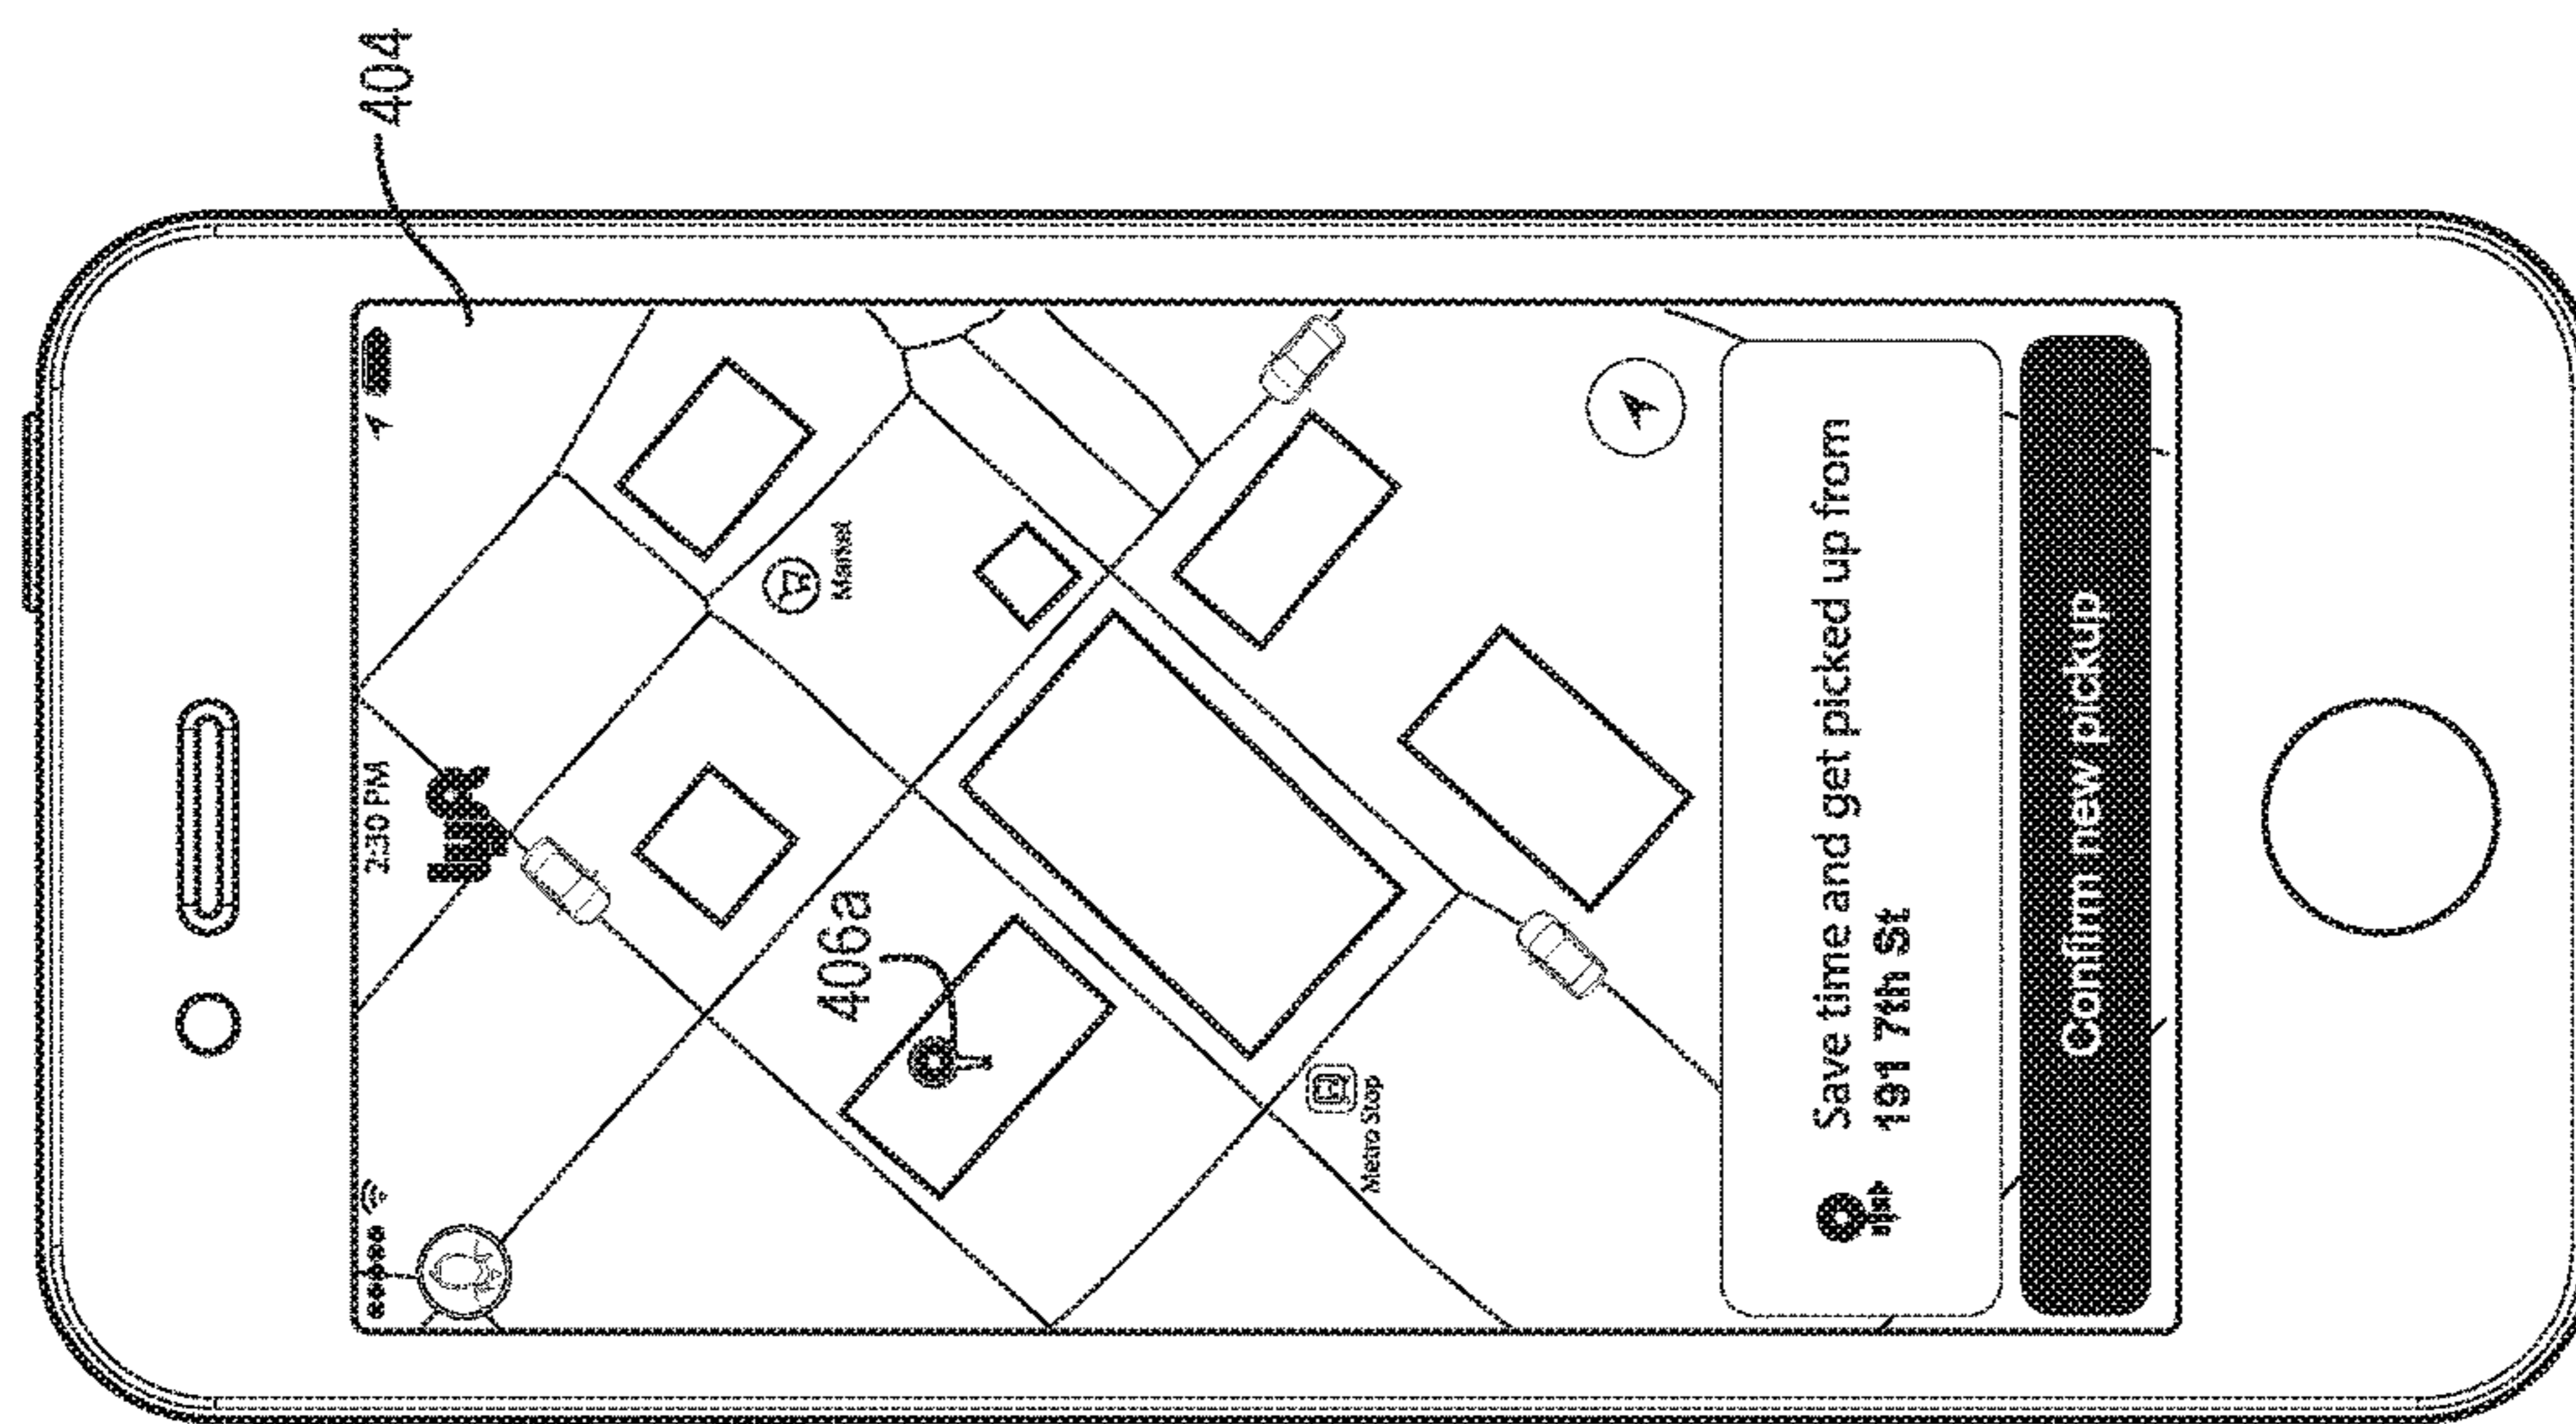 404
2:30 PM
lyft
Market
406a
Metro Stop
Save time and get picked up from
191 7th St
Confirm new pickup